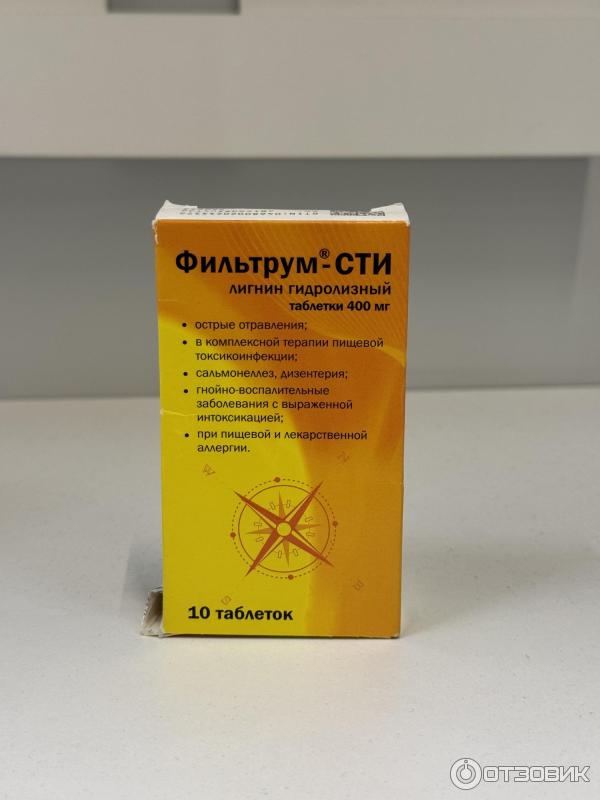 Фильтрум®-СТИ
лигнин гидролизный
таблетки 400 мг
• острые отравления;
• в комплексной терапии пищевой
токсикоинфекции;
• сальмонеллез, дизентерия;
• гнойно-воспалительные
заболевания с выраженной
интоксикацией;
• при пищевой и лекарственной
аллергии.
W N
S E
10 таблеток
ОТЗОВИК